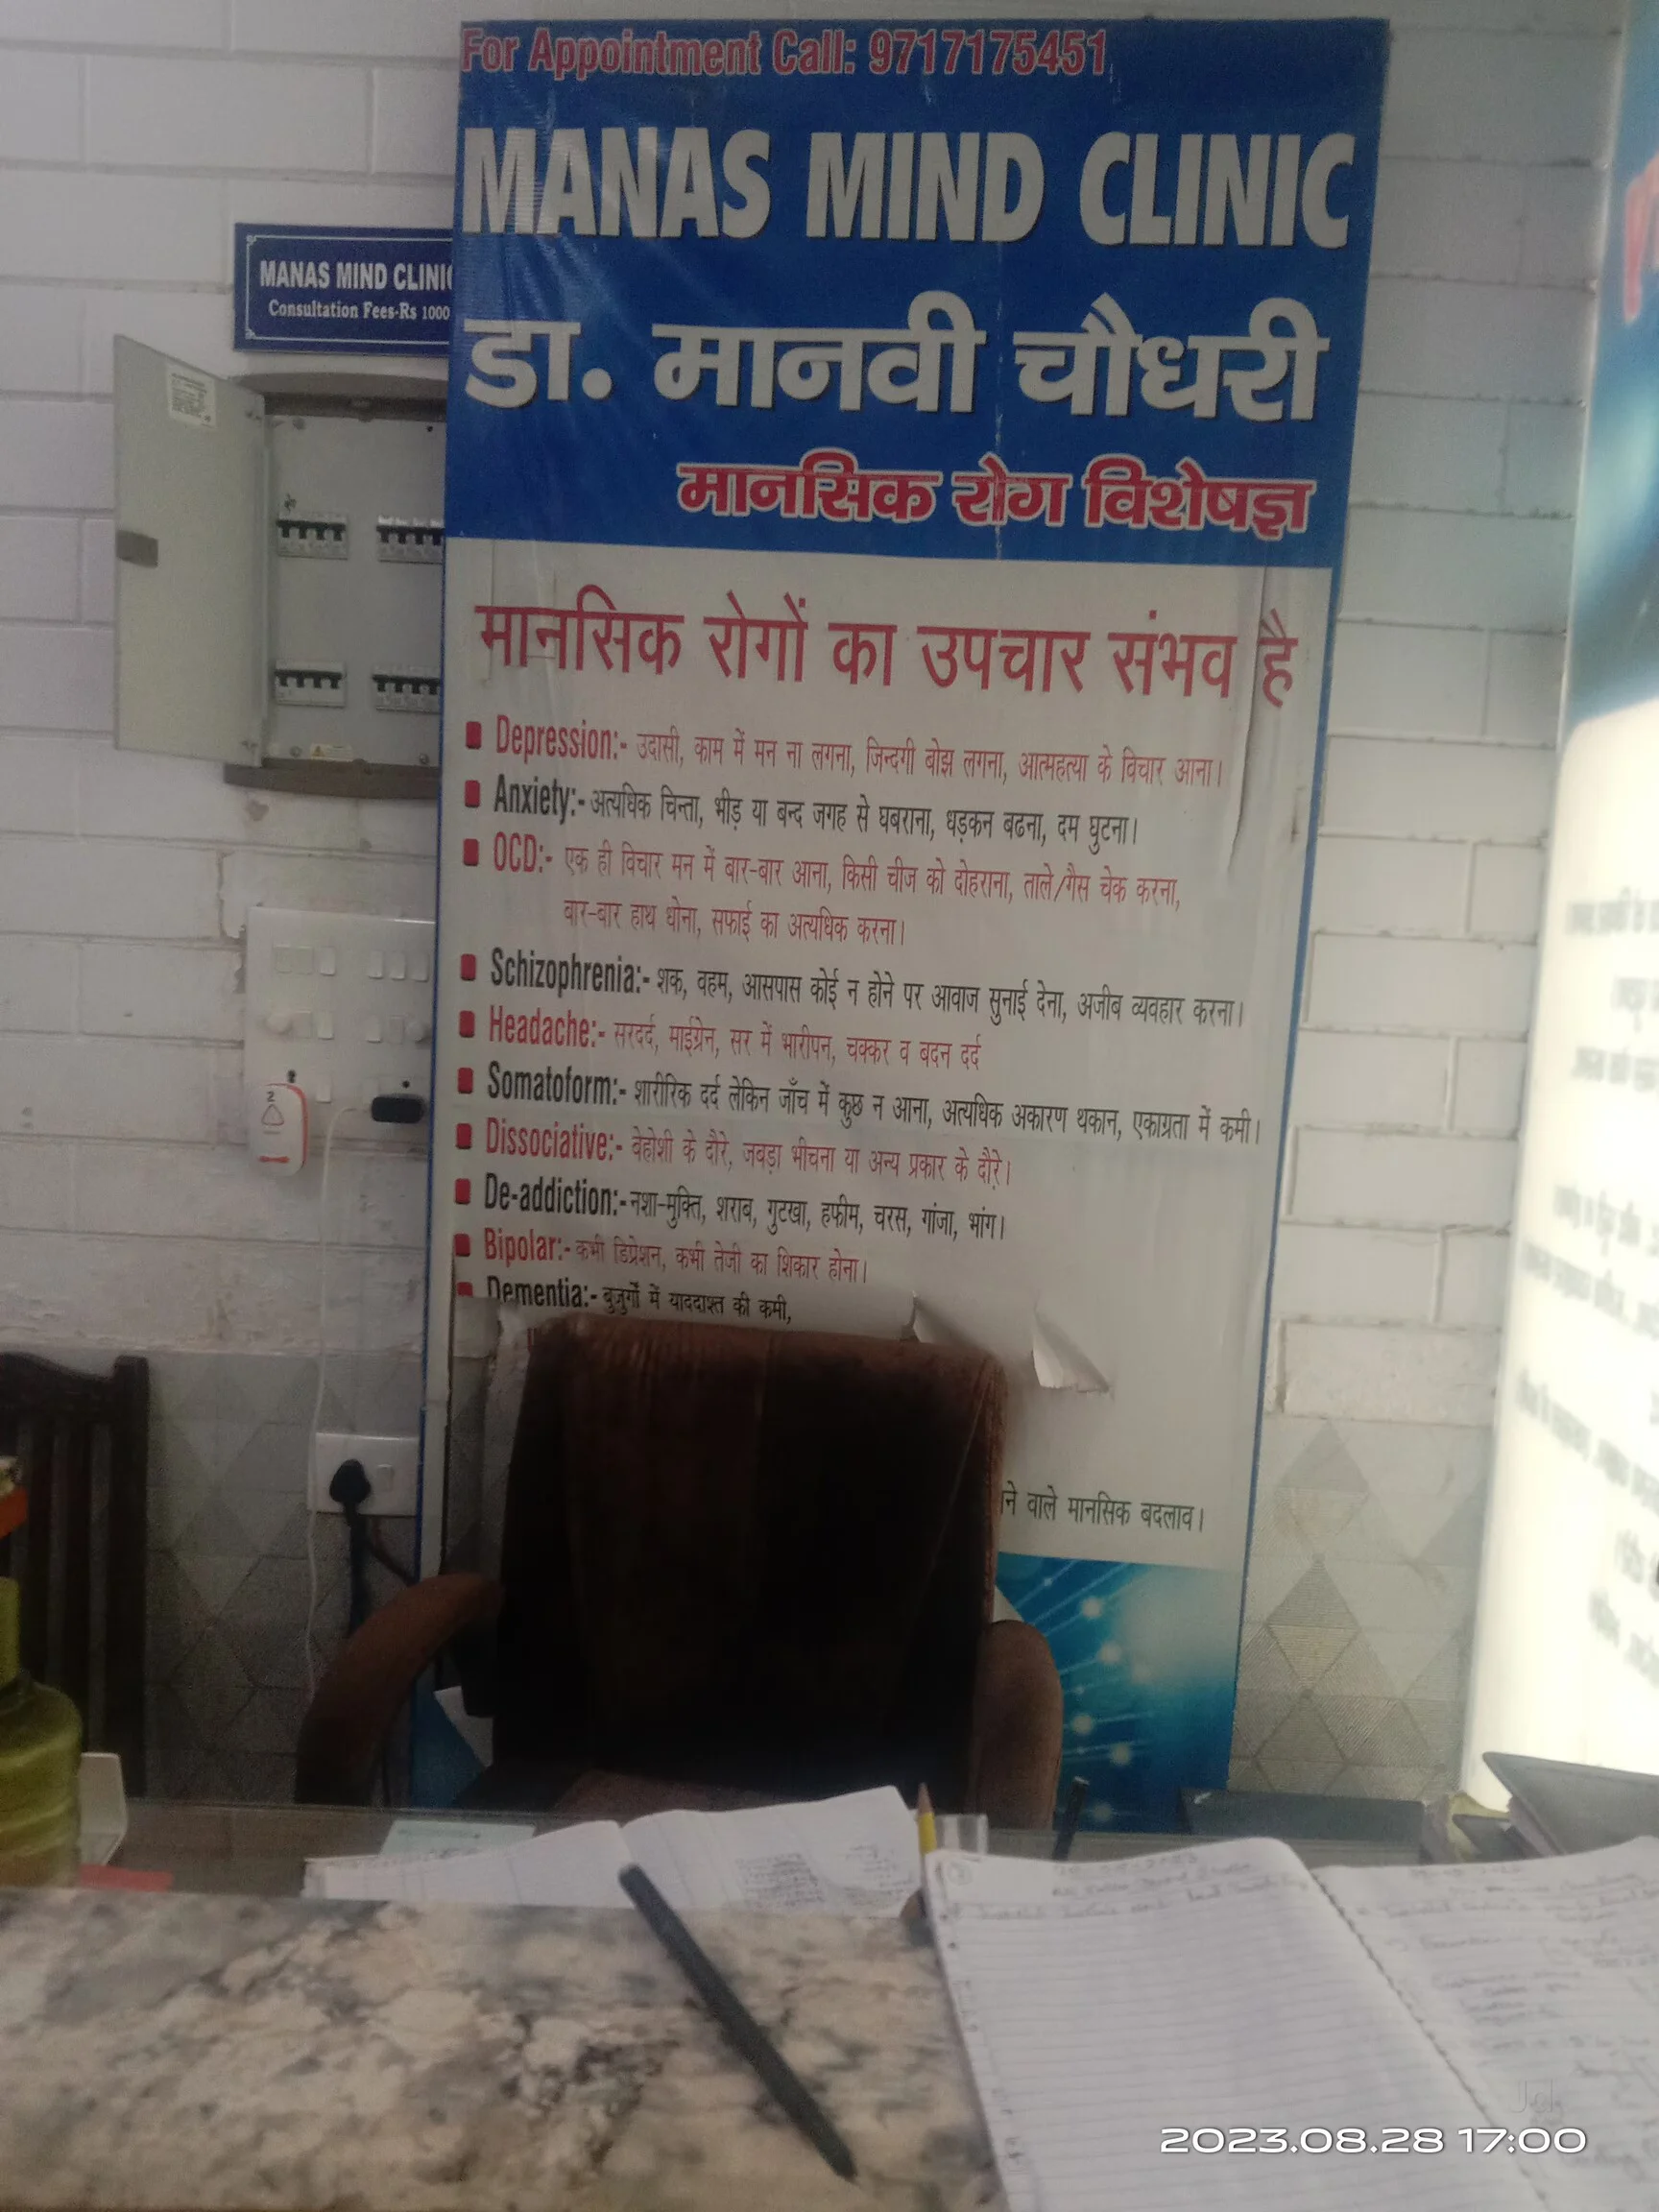 For Appointment Call: 9717175451
MANAS MIND CLINIC
डा. मानवी चौधरी
मानसिक रोग विशेषज्ञ
MANAS MIND CLINIC
Consultation Fees-Rs 1000
मानसिक रोगों का उपचार संभव है
Depression:- उदासी, काम में मन ना लगना, जिन्दगी बोझ लगना, आत्महत्या के विचार आना।
Anxiety:- अत्यधिक चिन्ता, भीड़ या बन्द जगह से घबराना, धड़कन बढना, दम घुटना।
OCD:- एक ही विचार मन में बार-बार आना, किसी चीज को दोहराना, ताले/गैस चेक करना,
बार-बार हाथ धोना, सफाई का अत्यधिक करना।
Schizophrenia:- शक, वहम, आसपास कोई न होने पर आवाज सुनाई देना, अजीब व्यवहार करना।
Headache:- सरदर्द, माईग्रेन, सर में भारीपन, चक्कर व बदन दर्द
Somatoform:- शारीरिक दर्द लेकिन जाँच में कुछ न आना, अत्यधिक अकारण थकान, एकाग्रता में कमी।
Dissociative:- बेहोशी के दौरे, जबड़ा भीचना या अन्य प्रकार के दौरे।
De-addiction:- नशा-मुक्ति, शराब, गुटखा, हफीम, चरस, गांजा, भांग।
Bipolar:- कभी डिप्रेशन, कभी तेजी का शिकार होना।
Dementia:- बुजुर्गों में याददाश्त की कमी,
वाले मानसिक बदलाव।
2023.08.28 17:00